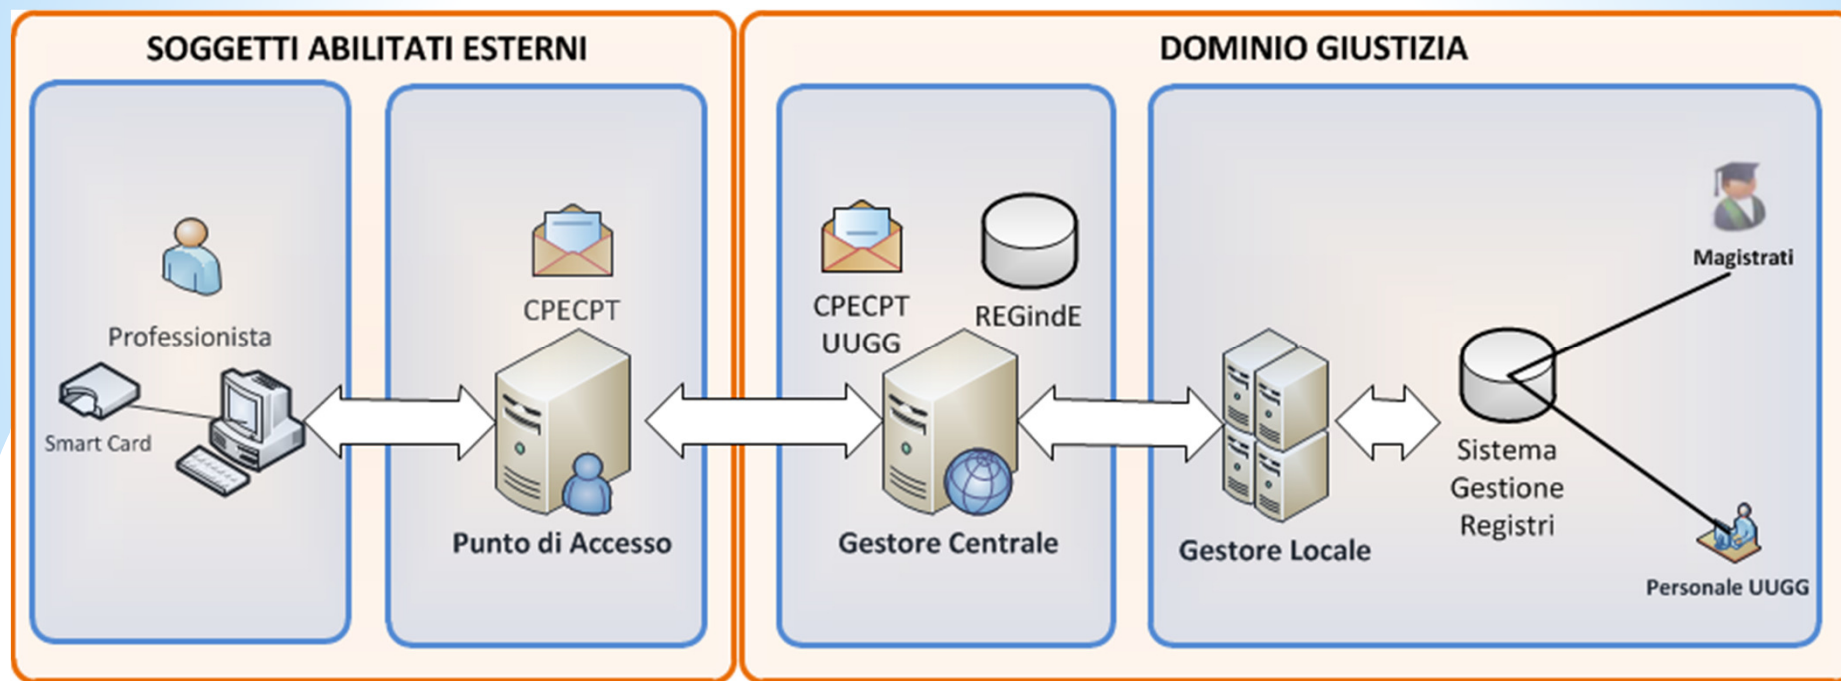 SOGGETTI ABILITATI ESTERNI
DOMINIO GIUSTIZIA
Professionista
Smart Card
CPECPT
Punto di Accesso
CPECPT
UUGG
REGindE
Gestore Centrale
Gestore Locale
Sistema
Gestione
Registri
Magistrati
Personale UUGG